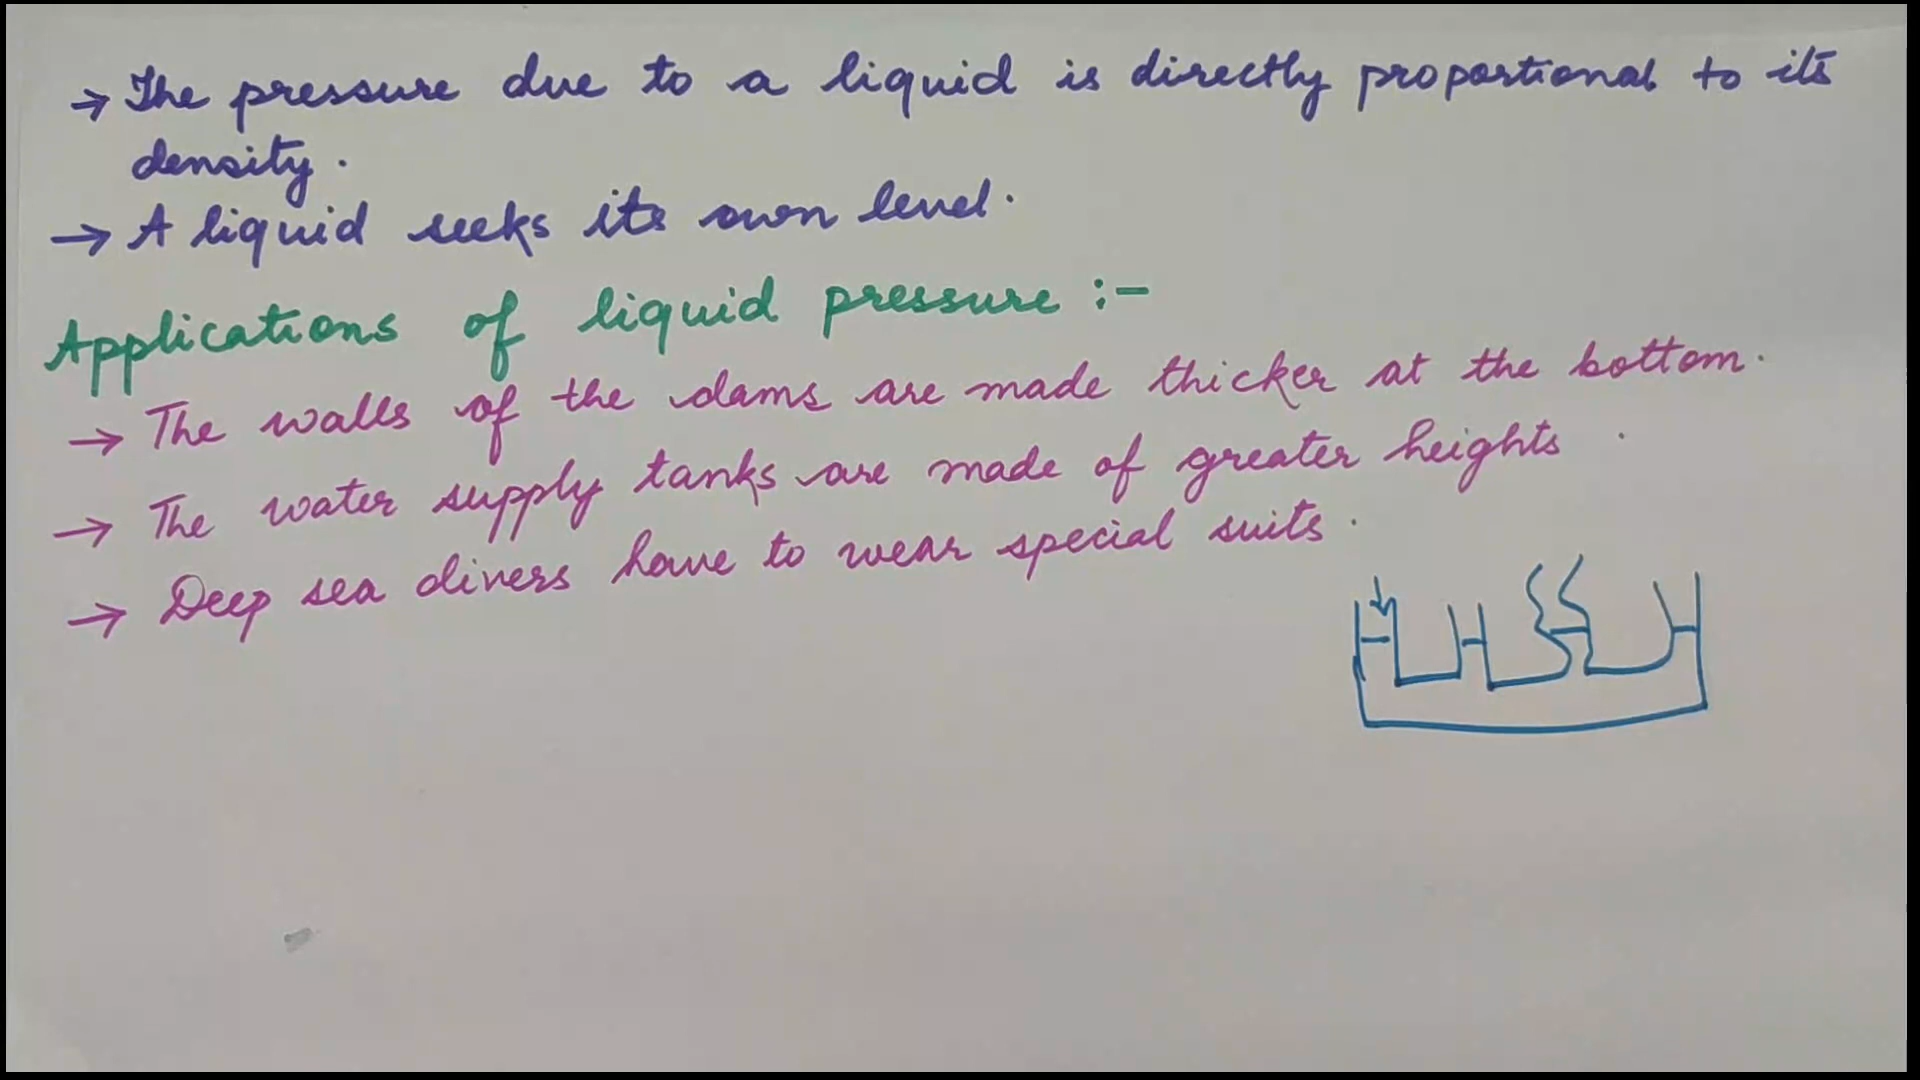 → The pressure due to a liquid is directly proportional to its
density.
→ A liquid seeks its own level.
Applications of liquid pressure :-
→ The walls of the dams are made thicker at the bottom.
→ The water supply tanks are made of greater heights.
→ Deep sea divers have to wear special suits.